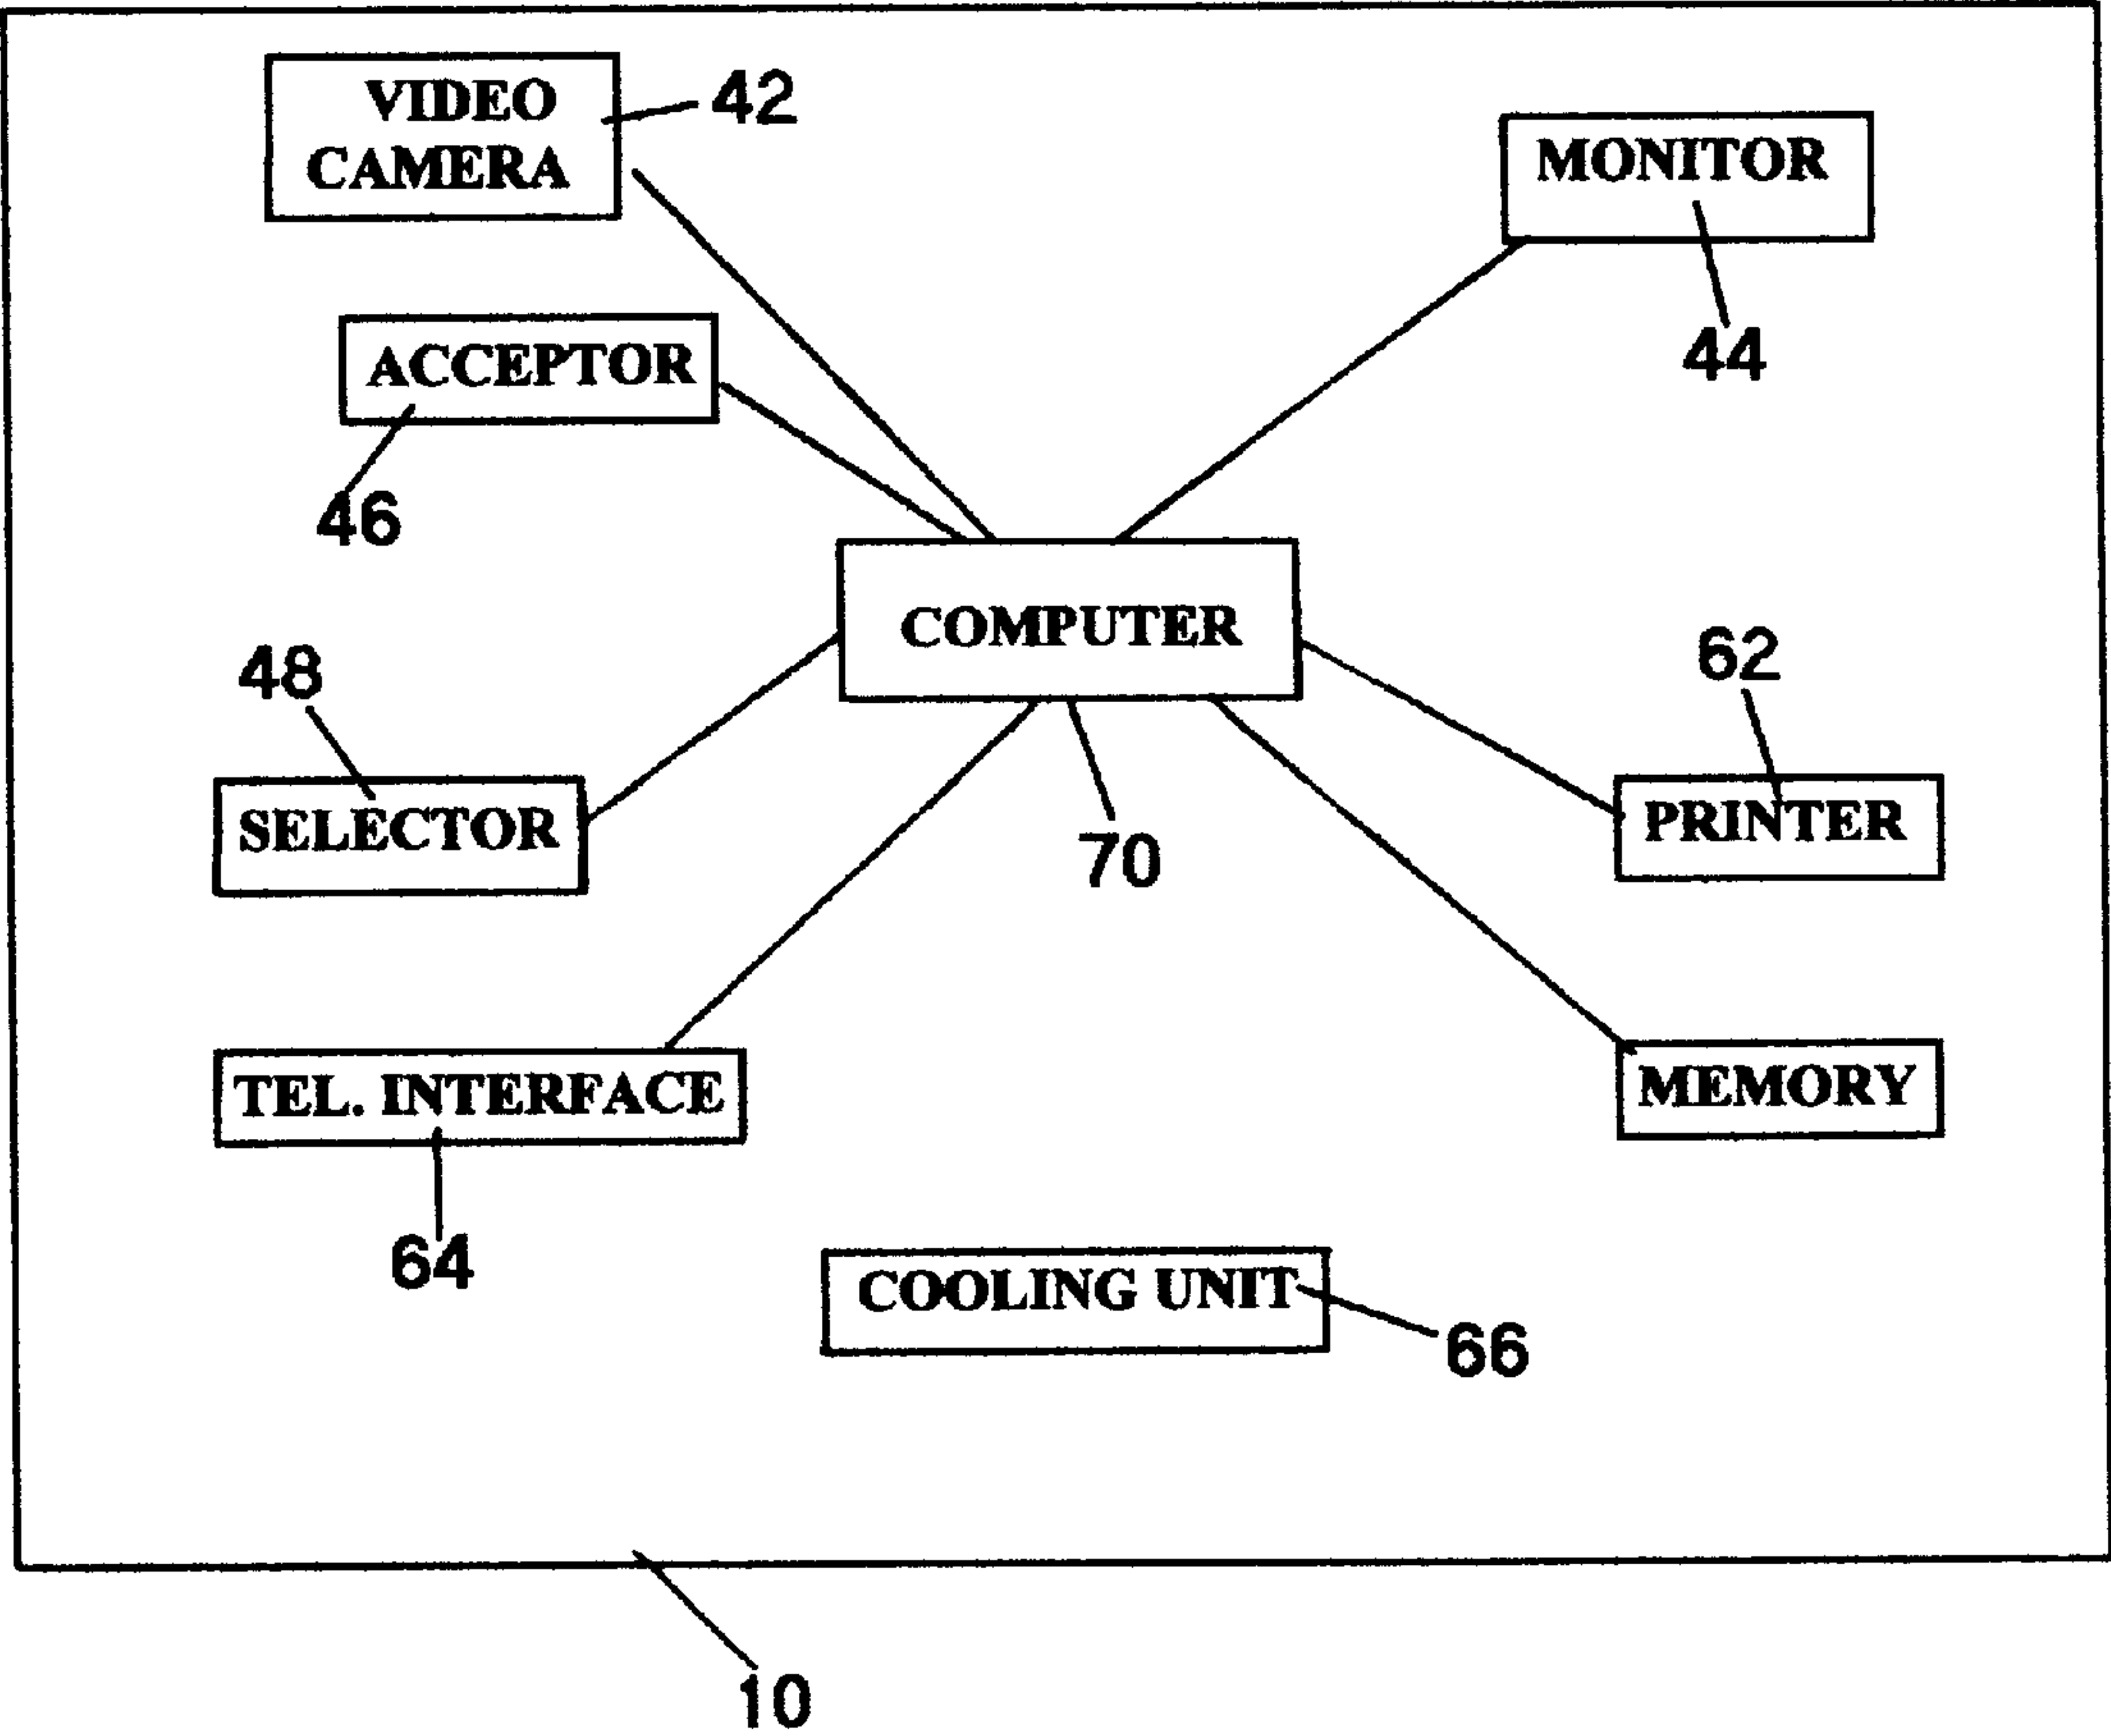 VIDEO
CAMERA
42
MONITOR
44
ACCEPTOR
46
COMPUTER
48
62
SELECTOR
70
PRINTER
TEL. INTERFACE
MEMORY
64
COOLING UNIT
66
10